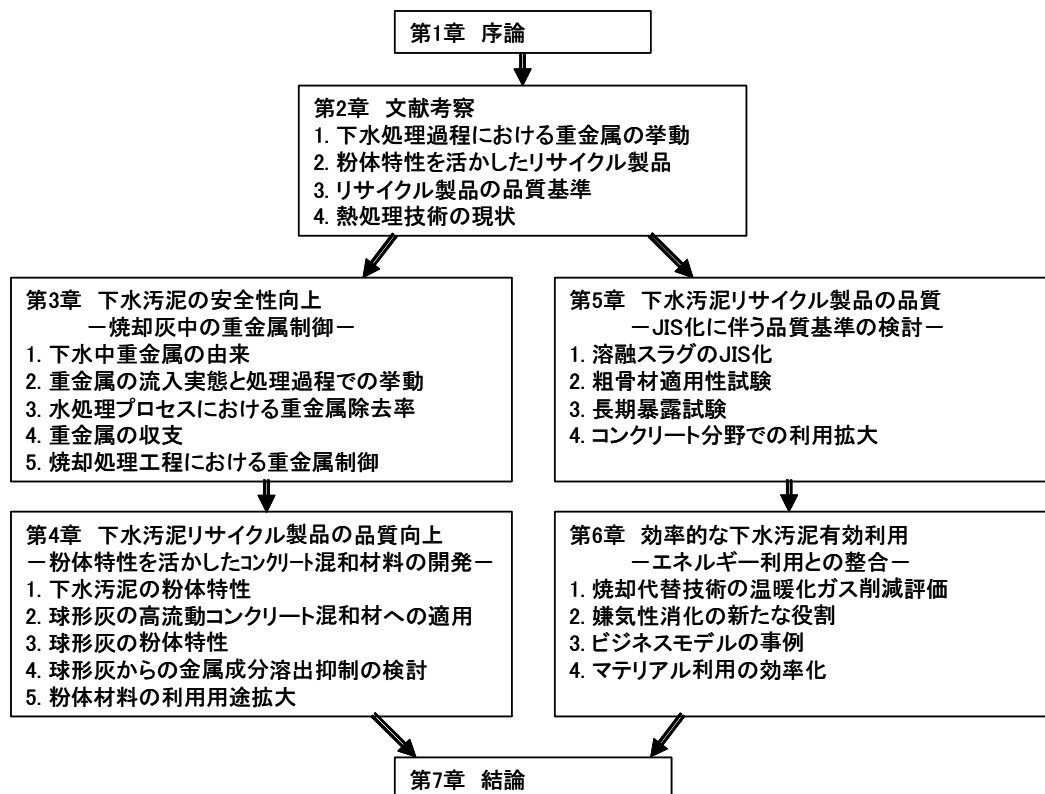 第1章 序論
第2章 文献考察
1. 下水処理過程における重金属の挙動
2. 粉体特性を活かしたリサイクル製品
3. リサイクル製品の品質基準
4. 熱処理技術の現状
第3章 下水汚泥の安全性向上
－焼却灰中の重金属制御－
1. 下水中重金属の由来
2. 重金属の流入実態と処理過程での挙動
3. 水処理プロセスにおける重金属除去率
4. 重金属の収支
5. 焼却処理工程における重金属制御
第5章 下水汚泥リサイクル製品の品質
－JIS化に伴う品質基準の検討－
1. 溶融スラグのJIS化
2. 粗骨材適用性試験
3. 長期暴露試験
4. コンクリート分野での利用拡大
第4章 下水汚泥リサイクル製品の品質向上
－粉体特性を活かしたコンクリート混和材料の開発－
1. 下水汚泥の粉体特性
2. 球形灰の高流動コンクリート混和材への適用
3. 球形灰の粉体特性
4. 球形灰からの金属成分溶出抑制の検討
5. 粉体材料の利用用途拡大
第6章 効率的な下水汚泥有効利用
－エネルギー利用との整合－
1. 焼却代替技術の温暖化ガス削減評価
2. 嫌気性消化の新たな役割
3. ビジネスモデルの事例
4. マテリアル利用の効率化
第7章 結論